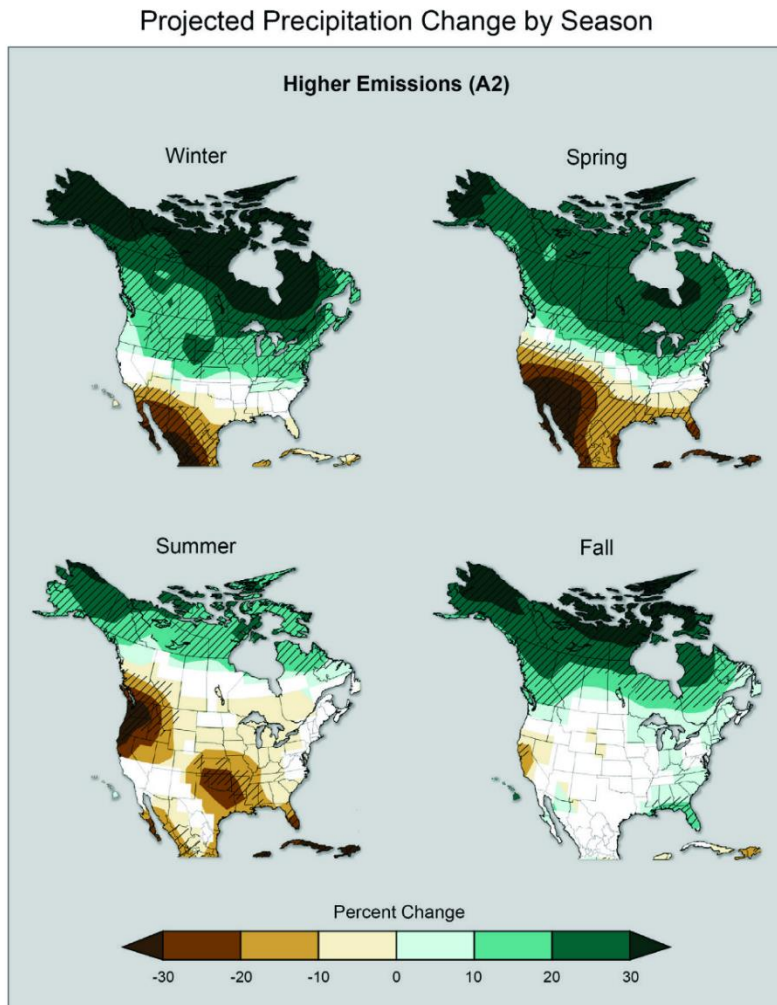 Projected Precipitation Change by Season
Higher Emissions (A2)
Winter
Spring
Summer
Fall
Percent Change
-30 -20 -10 0 10 20 30